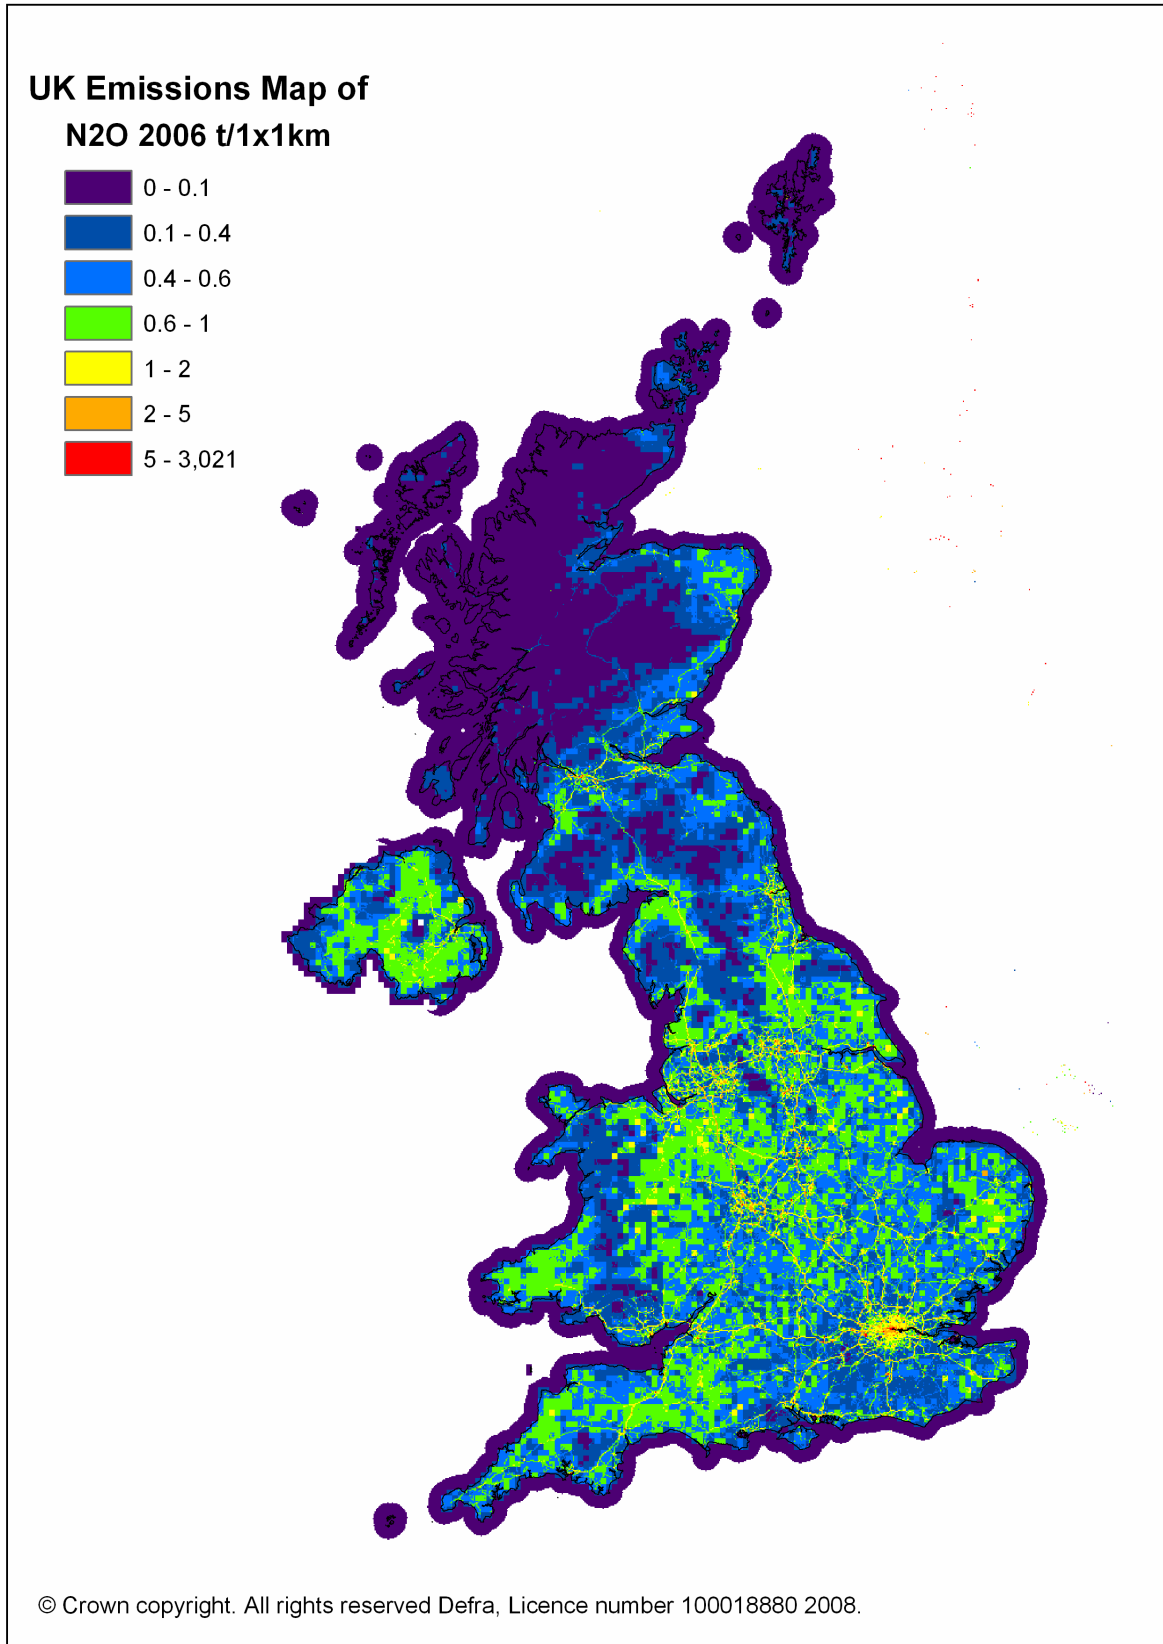 UK Emissions Map of
N2O 2006 t/1x1km
0 - 0.1
0.1 - 0.4
0.4 - 0.6
0.6 - 1
1 - 2
2 - 5
5 - 3,021
© Crown copyright. All rights reserved Defra, Licence number 100018880 2008.